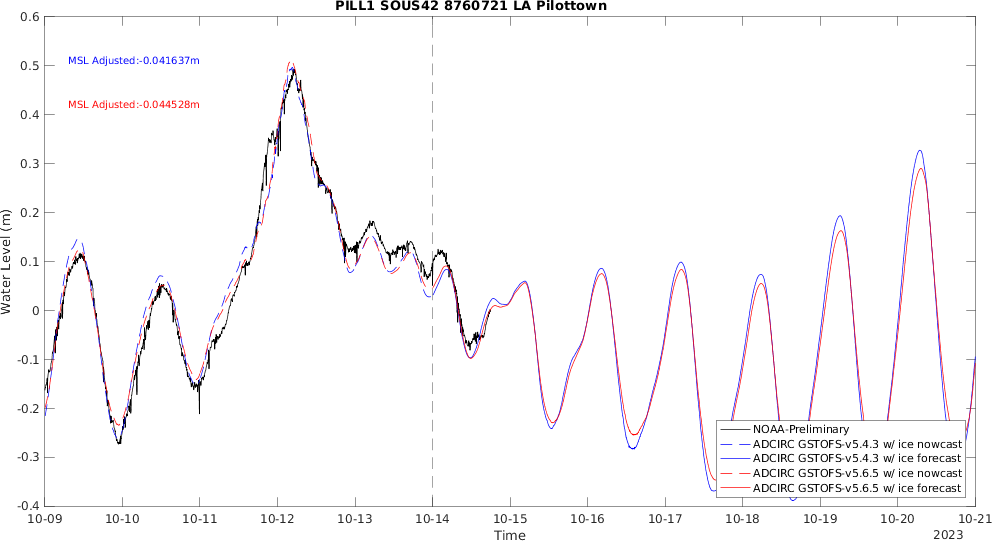 PILL1 SOUS42 8760721 LA Pilottown
0.6
0.5
0.4
0.3
0.2
0.1
0
-0.1
-0.2
-0.3
-0.4
Water Level (m)
MSL Adjusted:-0.041637m
MSL Adjusted:-0.044528m
NOAA-Preliminary
ADCIRC GSTOFS-v5.4.3 w/ ice nowcast
ADCIRC GSTOFS-v5.4.3 w/ ice forecast
ADCIRC GSTOFS-v5.6.5 w/ ice nowcast
ADCIRC GSTOFS-v5.6.5 w/ ice forecast
10-09 10-10 10-11 10-12 10-13 10-14 10-15 10-16 10-17 10-18 10-19 10-20 10-21
Time
2023